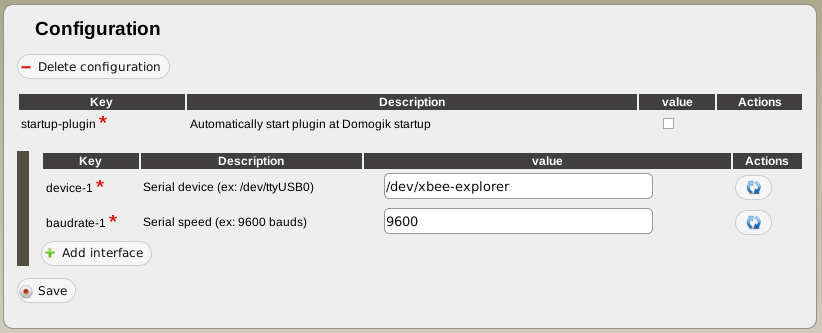 Configuration
Delete configuration
Key Description value Actions
startup-plugin * Automatically start plugin at Domogik startup
Key Description value Actions
device-1 * Serial device (ex: /dev/ttyUSB0) /dev/xbee-explorer
baudrate-1 * Serial speed (ex: 9600 bauds) 9600
Add interface
Save